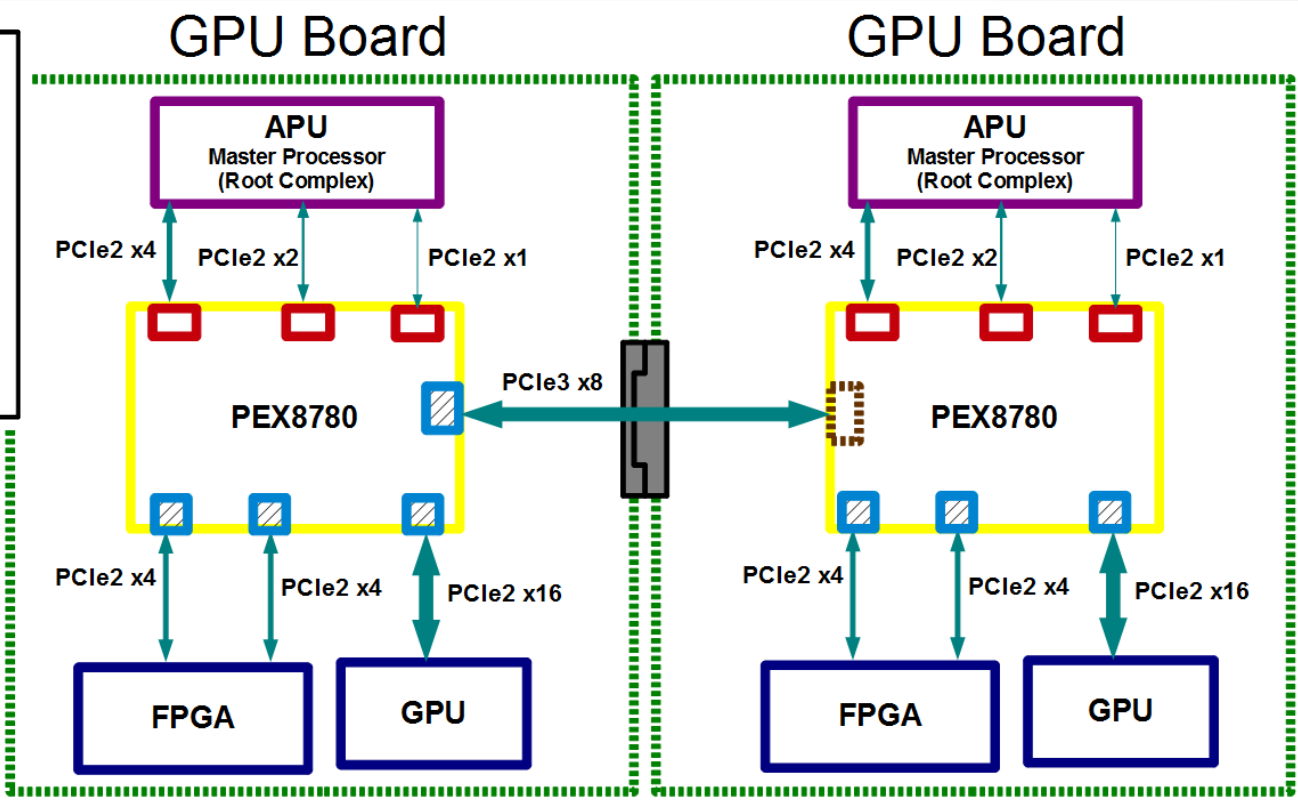 GPU Board
GPU Board
APU
Master Processor
(Root Complex)
APU
Master Processor
(Root Complex)
PCIe2 x4
PCIe2 x2
PCIe2 x1
PCIe2 x4
PCIe2 x2
PCIe2 x1
PEX8780
PCIe3 x8
PEX8780
PCIe2 x4
PCIe2 x4
PCIe2 x16
PCIe2 x4
PCIe2 x4
PCIe2 x16
FPGA
GPU
FPGA
GPU